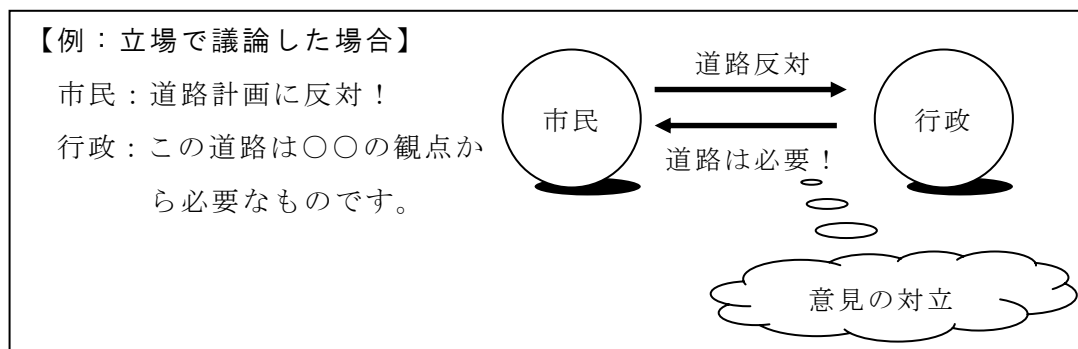 【例：立場で議論した場合】
市民：道路計画に反対！
行政：この道路は○○の観点か
ら必要なものです。
道路反対
市民
行政
道路は必要！
意見の対立